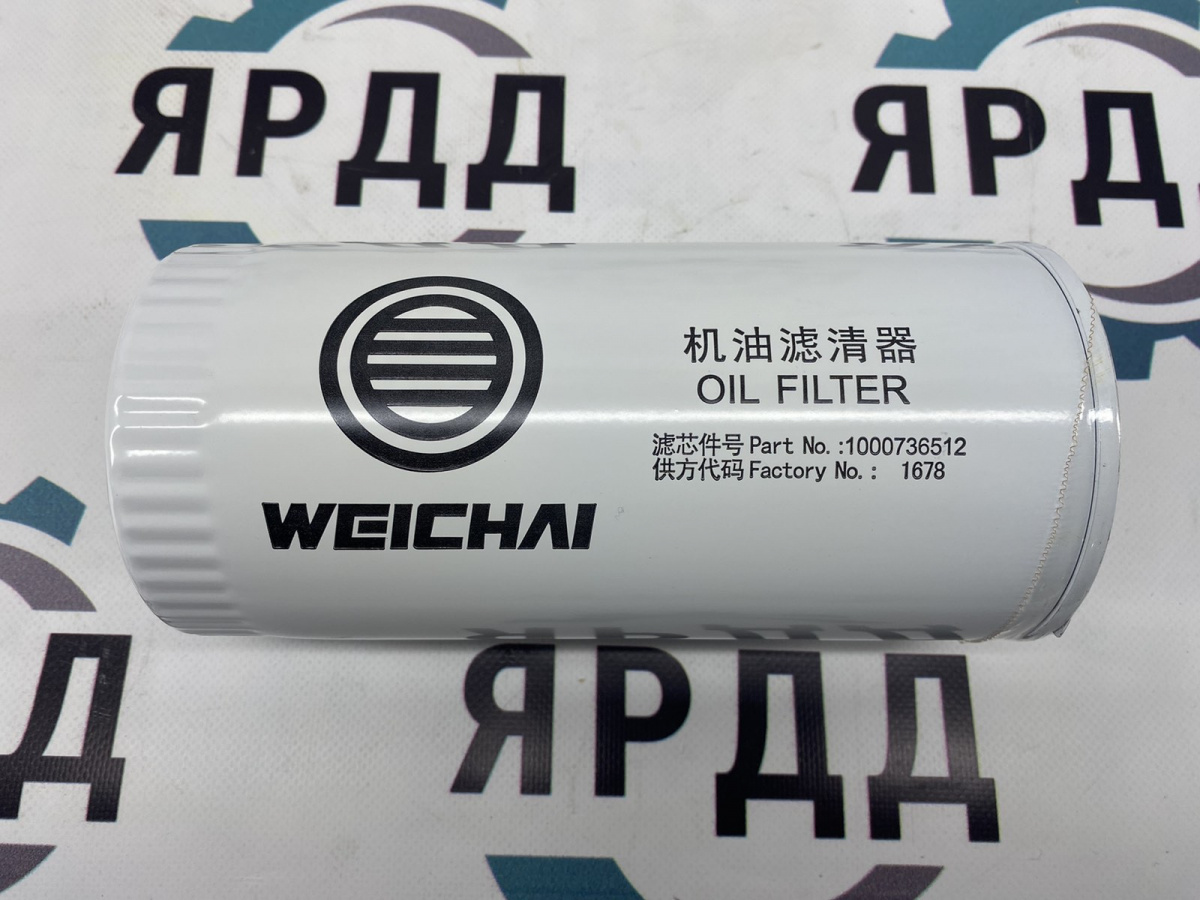 ЯРДД
ЯРД
WEICHAI
机油滤清器
OIL FILTER
滤芯件号 Part No. :1000736512
供方代码 Factory No. : 1678
Д
ЯРДД